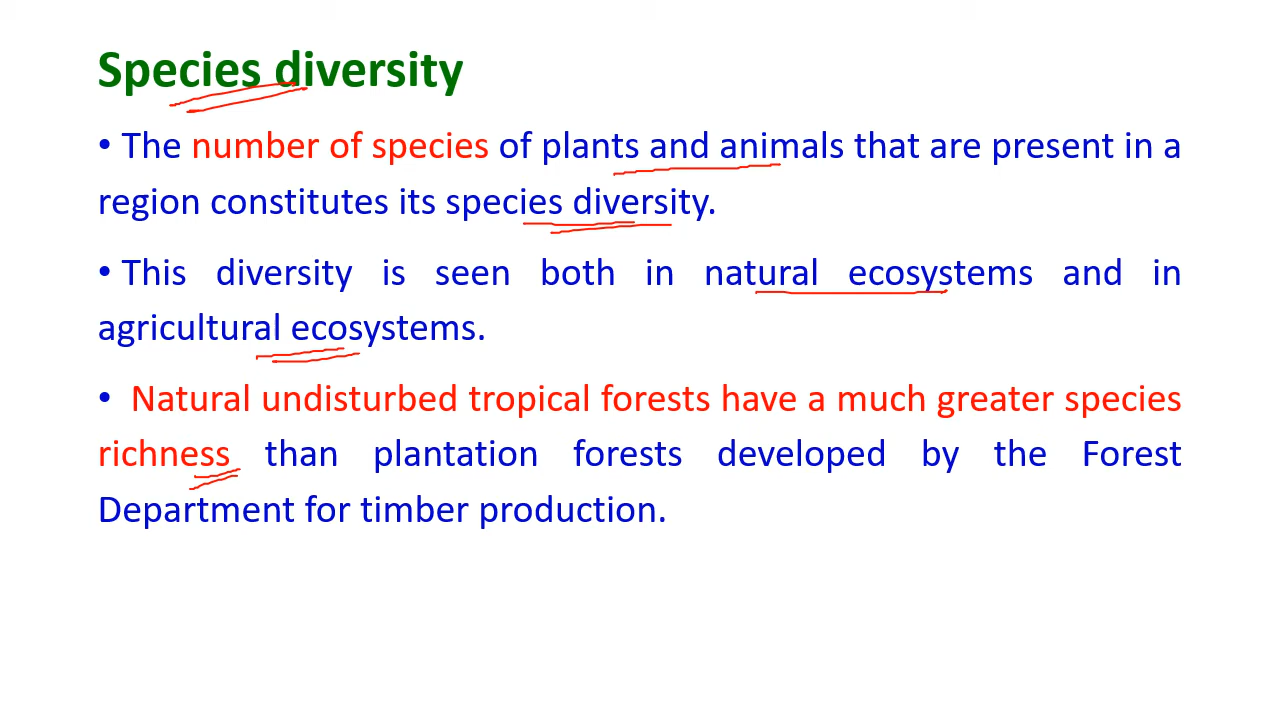 Species diversity
• The number of species of plants and animals that are present in a
region constitutes its species diversity.
• This diversity is seen both in natural ecosystems and in
agricultural ecosystems.
• Natural undisturbed tropical forests have a much greater species
richness than plantation forests developed by the Forest
Department for timber production.